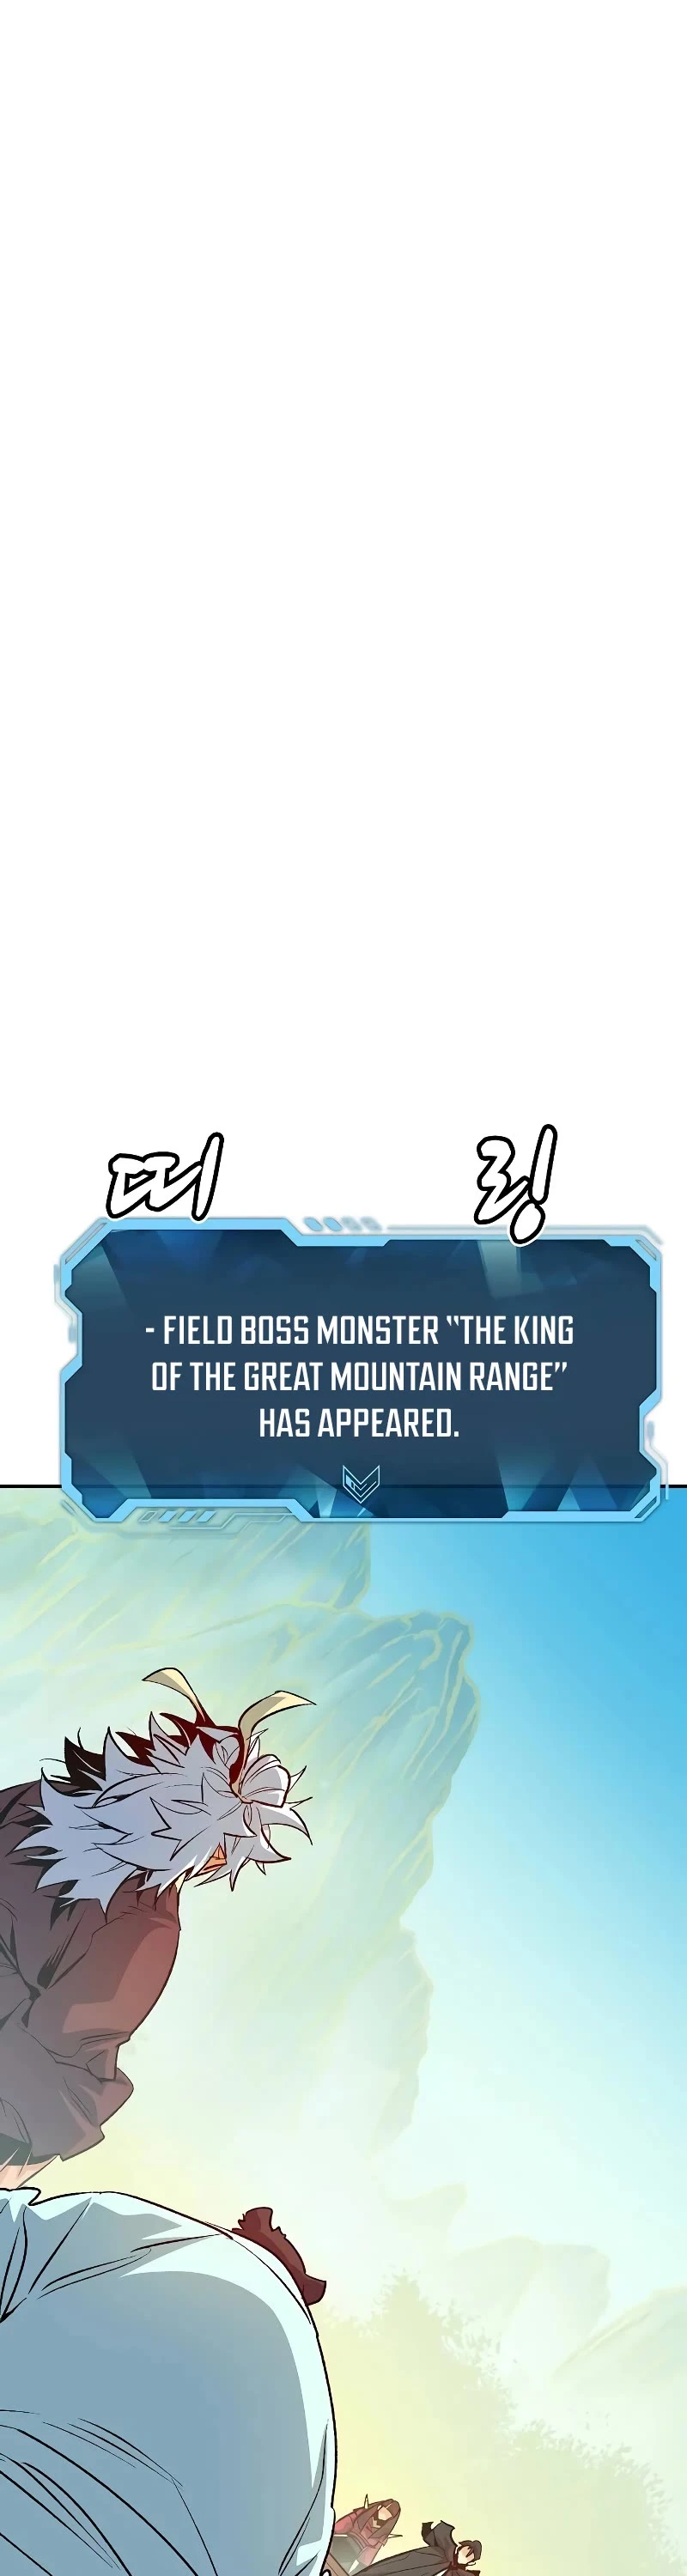 띠 링!
- FIELD BOSS MONSTER “THE KING
OF THE GREAT MOUNTAIN RANGE”
HAS APPEARED.